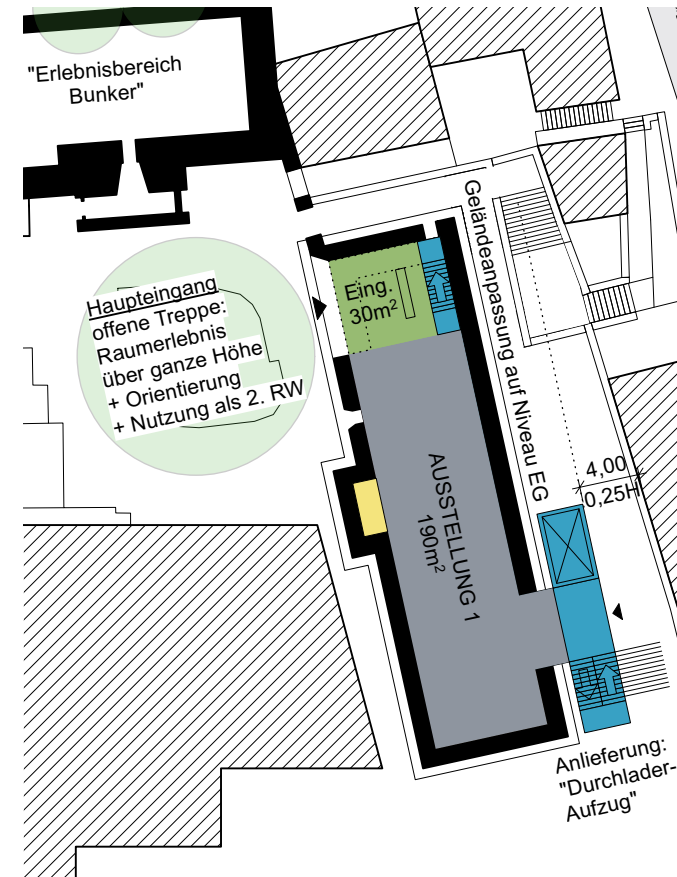 "Erlebnisbereich
Bunker"
Haupteingang
offene Treppe:
Raumerlebnis
über ganze Höhe
+ Orientierung
+ Nutzung als 2. RW
Eing.
30m²
Geländeanpassung auf Niveau EG
AUSSTELLUNG 1
190m²
4,00
0,25H
Anlieferung:
"Durchlader-
Aufzug"